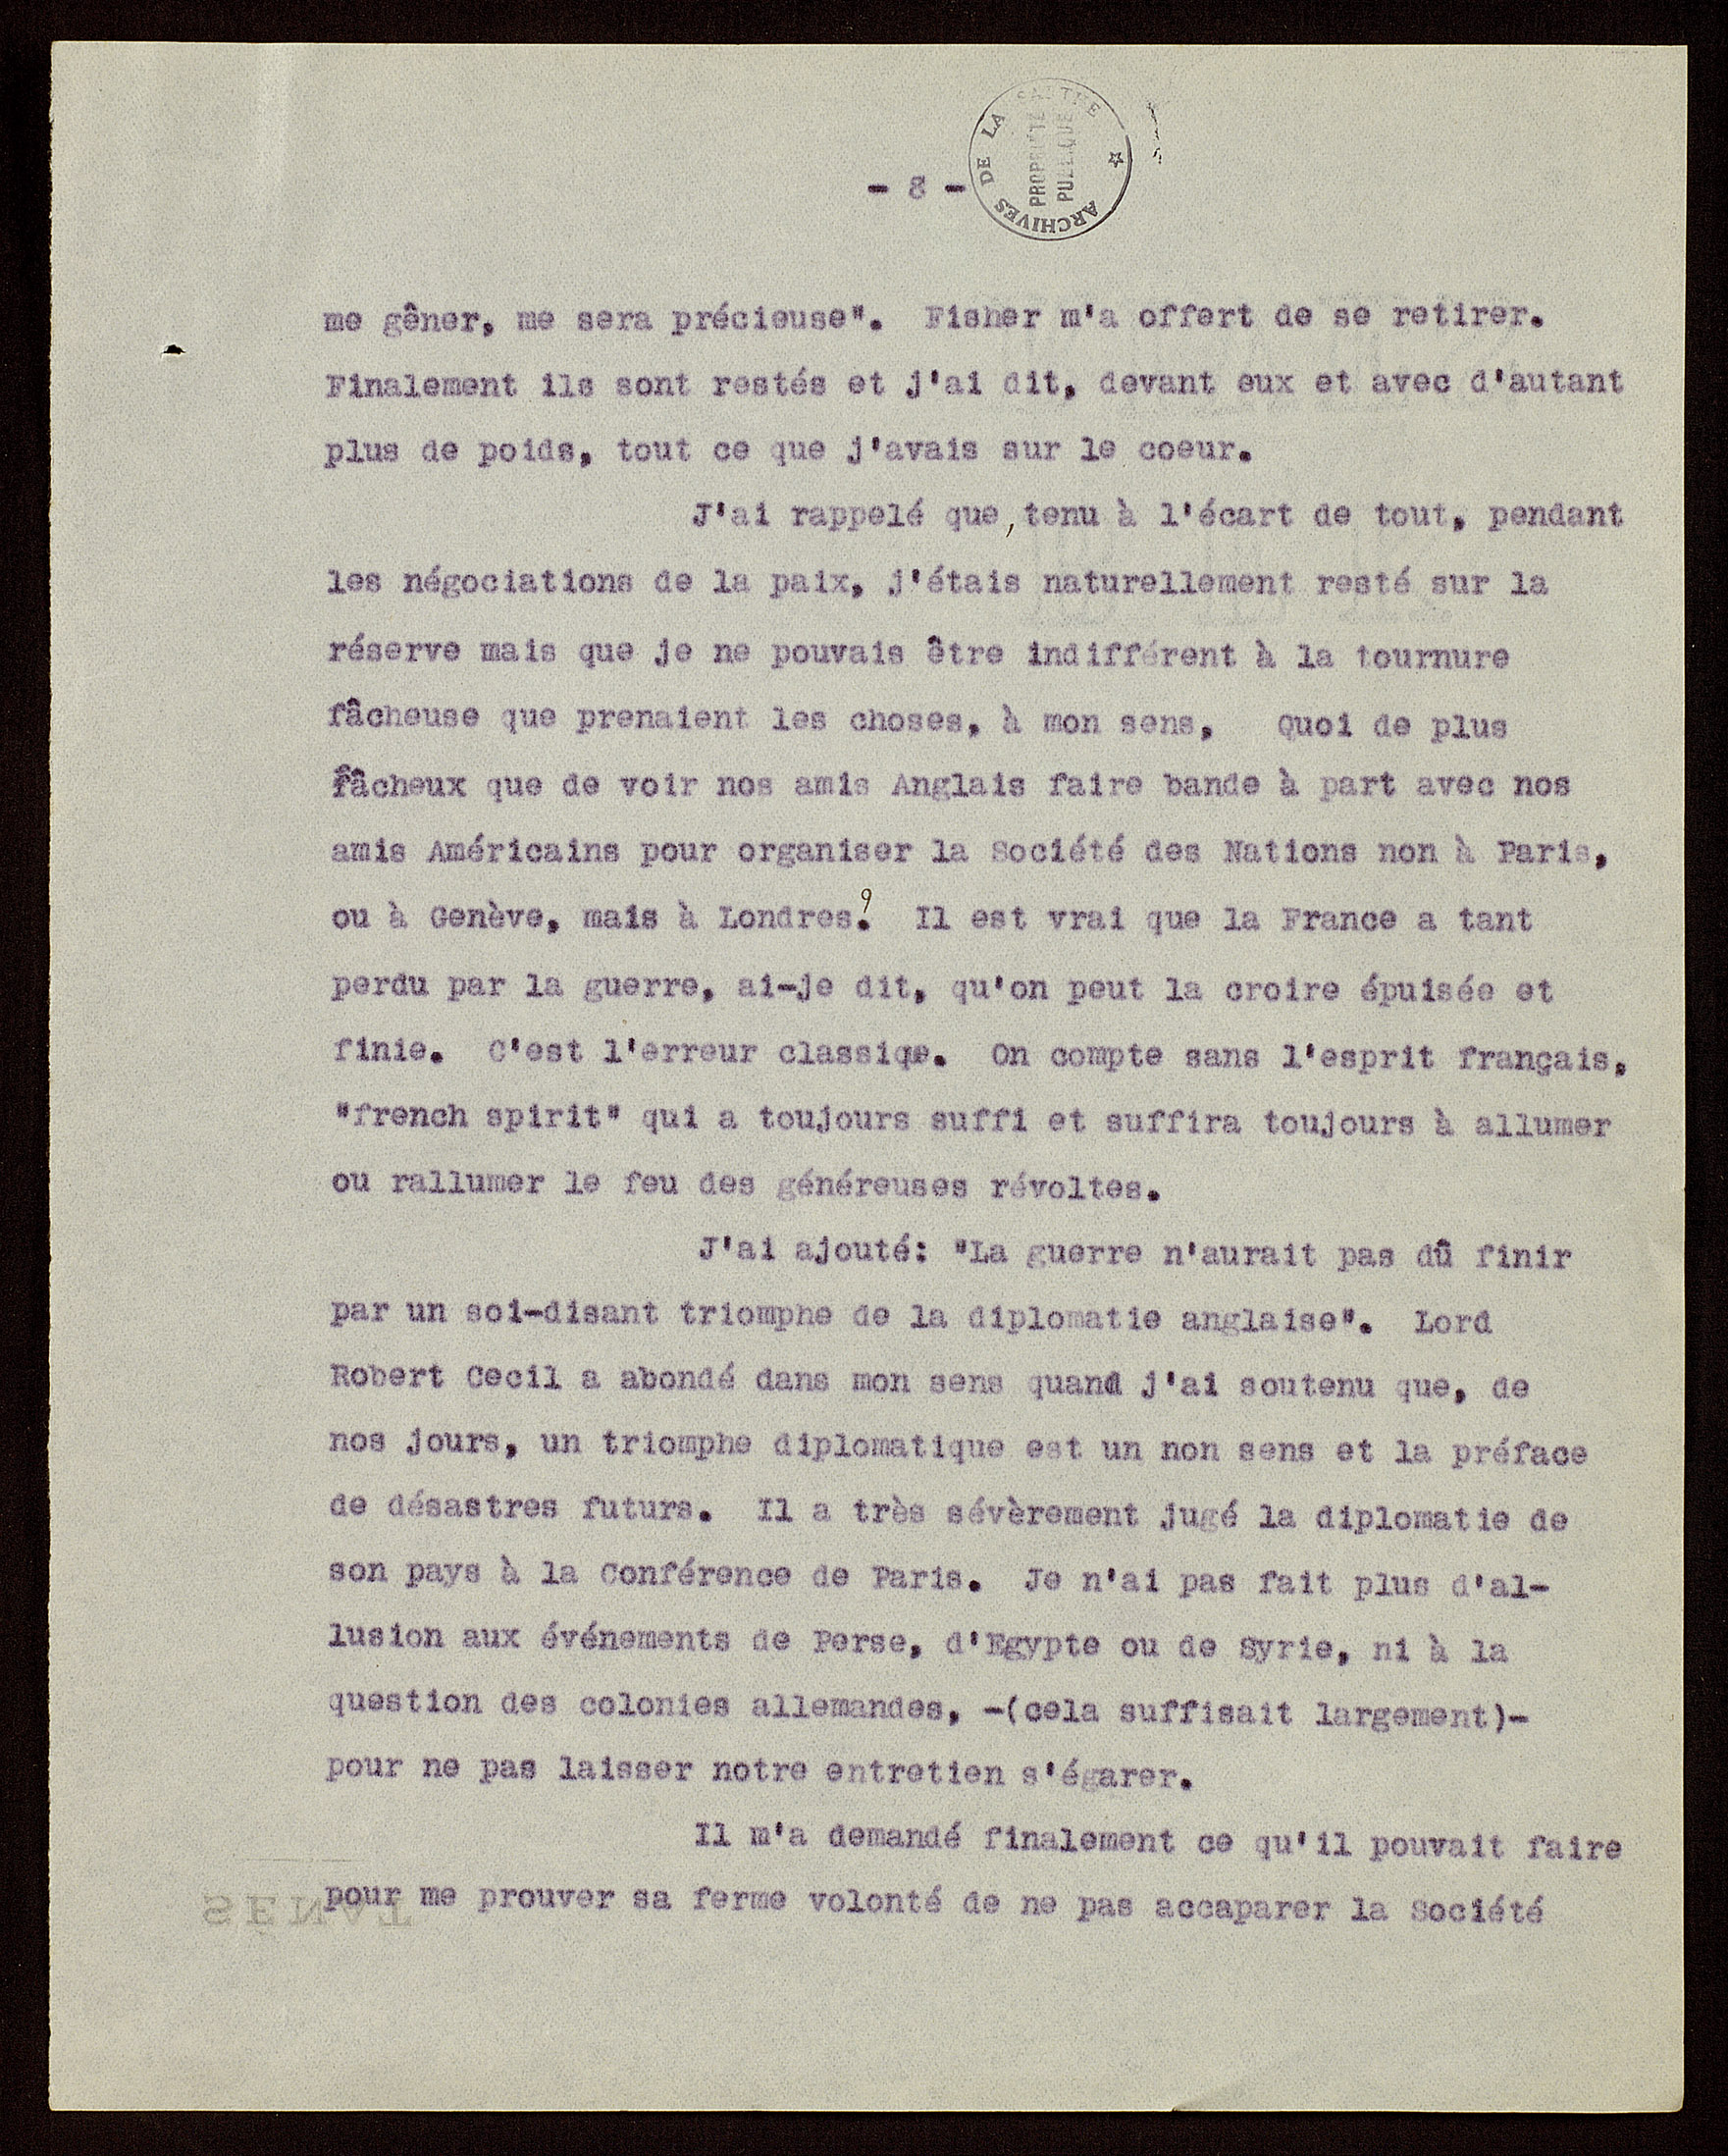 - 8 -
ARCHIVES DE LA SARTHE
PROPRIÉTÉ
PUBLIQUE
me gêner, me sera précieuse". Fisher m'a offert de se retirer.
Finalement ils sont restés et j'ai dit, devant eux et avec d'autant
plus de poids, tout ce que j'avais sur le coeur.
J'ai rappelé que, tenu à l'écart de tout, pendant
les négociations de la paix, j'étais naturellement resté sur la
réserve mais que je ne pouvais être indifférent à la tournure
fâcheuse que prenaient les choses, à mon sens, Quoi de plus
fâcheux que de voir nos amis Anglais faire bande à part avec nos
amis Américains pour organiser la Société des Nations non à Paris,
ou à Genève, mais à Londres? Il est vrai que la France a tant
perdu par la guerre, ai-je dit, qu'on peut la croire épuisée et
finie. C'est l'erreur classiqe. On compte sans l'esprit français,
"french spirit" qui a toujours suffi et suffira toujours à allumer
ou rallumer le feu des généreuses révoltes.
J'ai ajouté: "La guerre n'aurait pas dû finir
par un soi-disant triomphe de la diplomatie anglaise". Lord
Robert Cecil a abondé dans mon sens quand j'ai soutenu que, de
nos jours, un triomphe diplomatique est un non sens et la préface
de désastres futurs. Il a très sévèrement jugé la diplomatie de
son pays à la Conférence de Paris. Je n'ai pas fait plus d'al-
lusion aux événements de Perse, d'Egypte ou de Syrie, ni à la
question des colonies allemandes, -(cela suffisait largement)-
pour ne pas laisser notre entretien s'égarer.
Il m'a demandé finalement ce qu'il pouvait faire
pour me prouver sa ferme volonté de ne pas accaparer la Société
SENAT